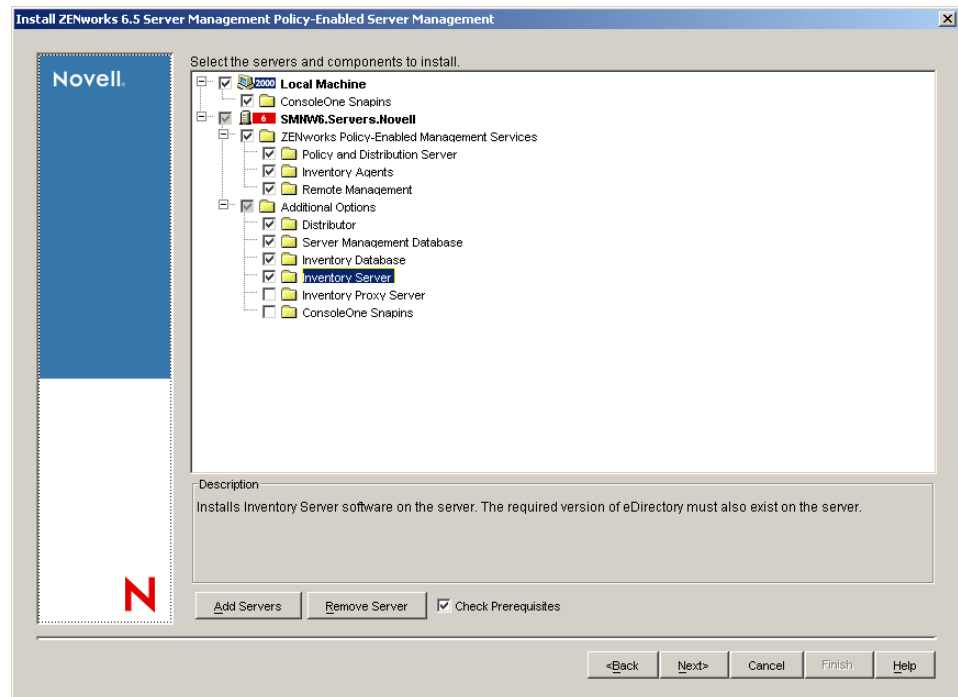 Install ZENworks 6.5 Server Management Policy-Enabled Server Management
Novell.
Select the servers and components to install.
2000 Local Machine
ConsoleOne Snapins
6 SMNW6.Servers.Novell
ZENworks Policy-Enabled Management Services
Policy and Distribution Server
Inventory Agents
Remote Management
Additional Options
Distributor
Server Management Database
Inventory Database
Inventory Server
Inventory Proxy Server
ConsoleOne Snapins
Description
Installs Inventory Server software on the server. The required version of eDirectory must also exist on the server.
N
Add Servers
Remove Server
Check Prerequisites
<Back
Next>
Cancel
Finish
Help